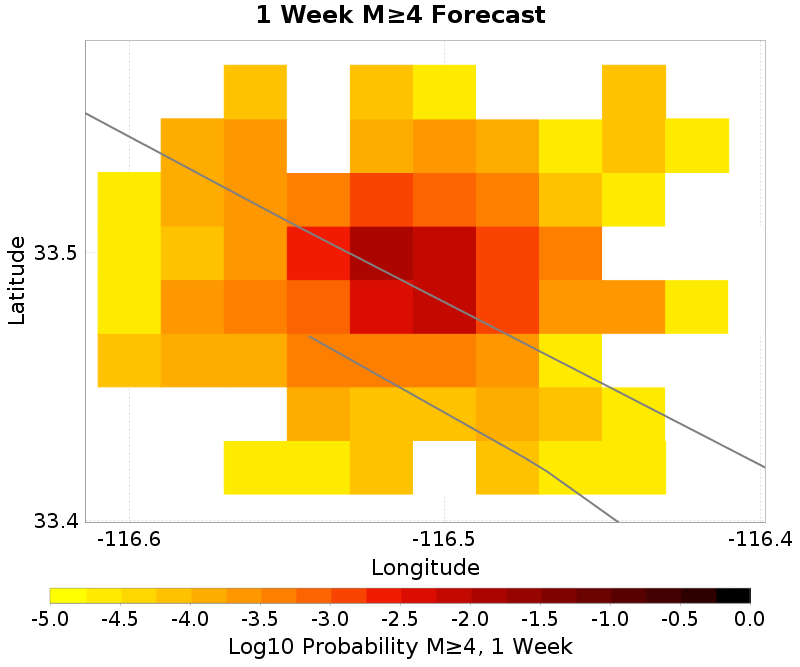 1 Week M≥4 Forecast
Latitude
33.5
33.4
-116.6 -116.5 -116.4
Longitude
-5.0 -4.5 -4.0 -3.5 -3.0 -2.5 -2.0 -1.5 -1.0 -0.5 0.0
Log10 Probability M≥4, 1 Week